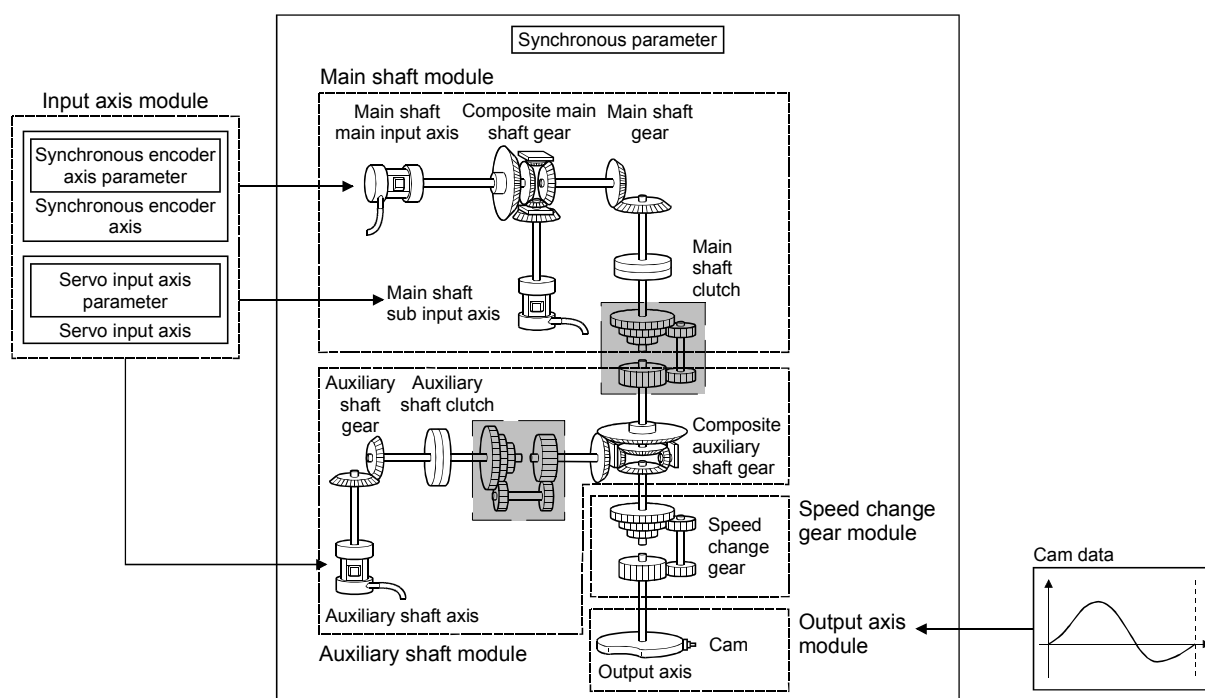 Synchronous parameter
Main shaft module
Input axis module
Main shaft
main input axis
Composite main
shaft gear
Main shaft
gear
Synchronous encoder
axis parameter
Synchronous encoder
axis
Main
shaft
clutch
Servo input axis
parameter
Servo input axis
Main shaft
sub input axis
Auxiliary
shaft
gear
Auxiliary
shaft clutch
Composite
auxiliary
shaft gear
Speed
change
gear
Speed change
gear module
Cam data
Auxiliary shaft axis
Auxiliary shaft module
Cam
Output axis
Output axis
module